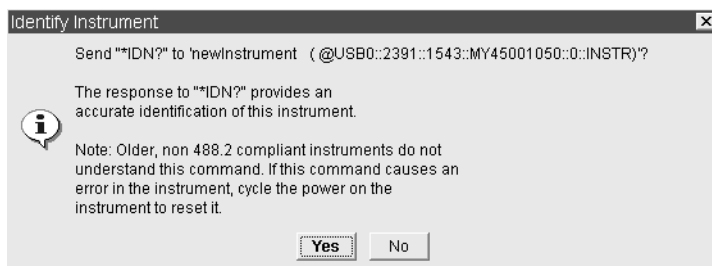 Identify Instrument
Send "*IDN?" to 'newInstrument ( @USB0::2391::1543::MY45001050::0::INSTR)'?
The response to "*IDN?" provides an
accurate identification of this instrument.
Note: Older, non 488.2 compliant instruments do not
understand this command. If this command causes an
error in the instrument, cycle the power on the
instrument to reset it.
Yes No